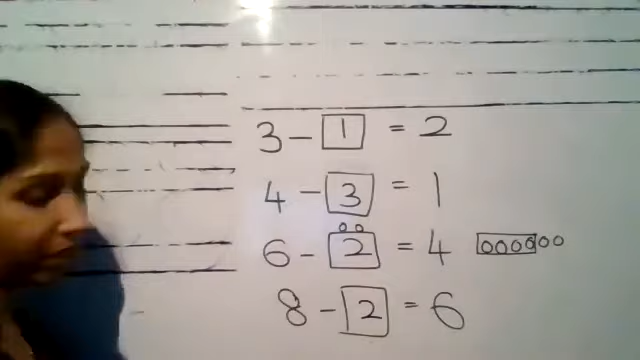 3 - 1 = 2
4 - 3 = 1
6 - 2 = 4
8 - 2 = 6